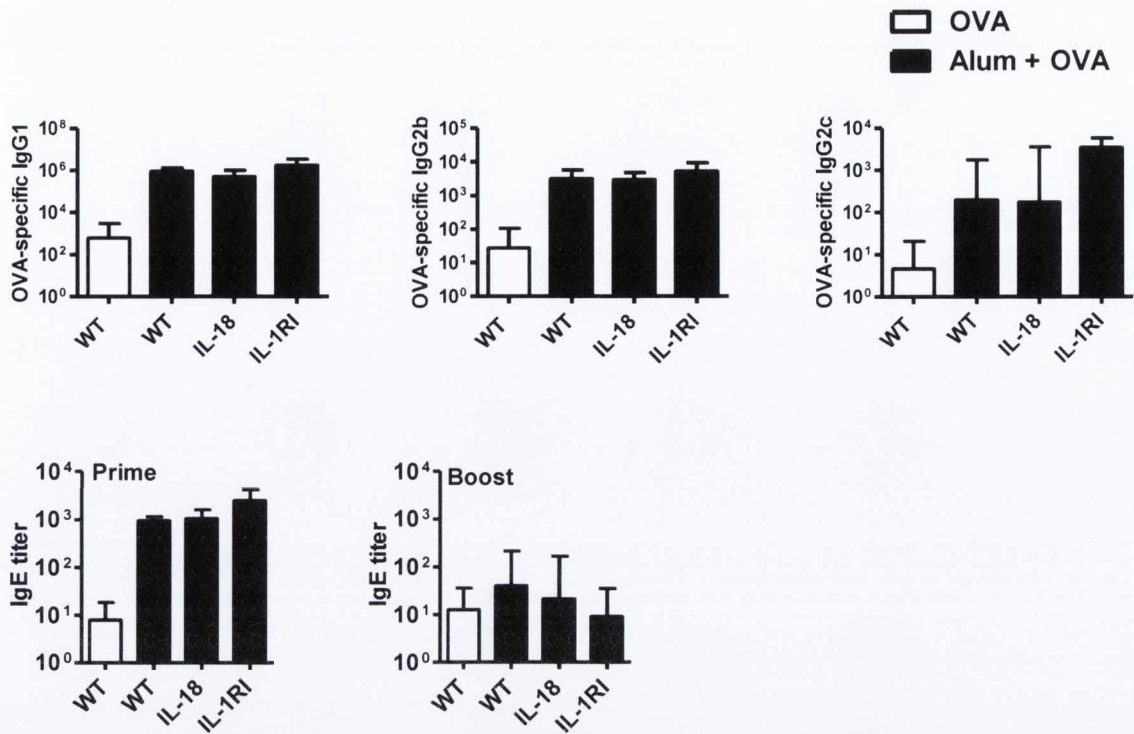 OVA
Alum + OVA
OVA-specific IgG1
10⁸
10⁶
10⁴
10²
10⁰
WT
WT
IL-18
IL-1RI
OVA-specific IgG2b
10⁵
10⁴
10³
10²
10¹
10⁰
WT
WT
IL-18
IL-1RI
OVA-specific IgG2c
10⁴
10³
10²
10¹
10⁰
WT
WT
IL-18
IL-1RI
Prime
IgE titer
10⁴
10³
10²
10¹
10⁰
WT
WT
IL-18
IL-1RI
Boost
IgE titer
10⁴
10³
10²
10¹
10⁰
WT
WT
IL-18
IL-1RI